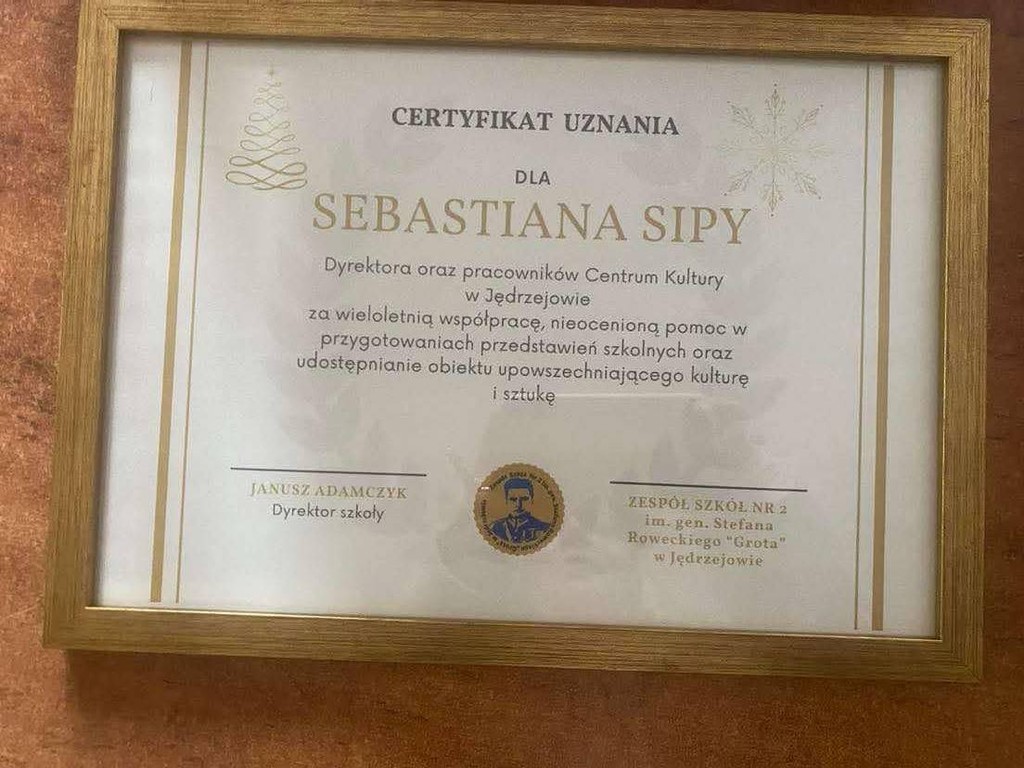 CERTYFIKAT UZNANIA
DLA
SEBASTIANA SIPY
Dyrektora oraz pracowników Centrum Kultury
w Jędrzejowie
za wieloletnią współpracę, nieocenioną pomoc w
przygotowaniach przedstawień szkolnych oraz
udostępnianie obiektu upowszechniającego kulturę
i sztukę
JANUSZ ADAMCZYK
Dyrektor szkoły
ZESPÓŁ SZKÓŁ NR 2
im. gen. Stefana
Roweckiego "Grota"
w Jędrzejowie